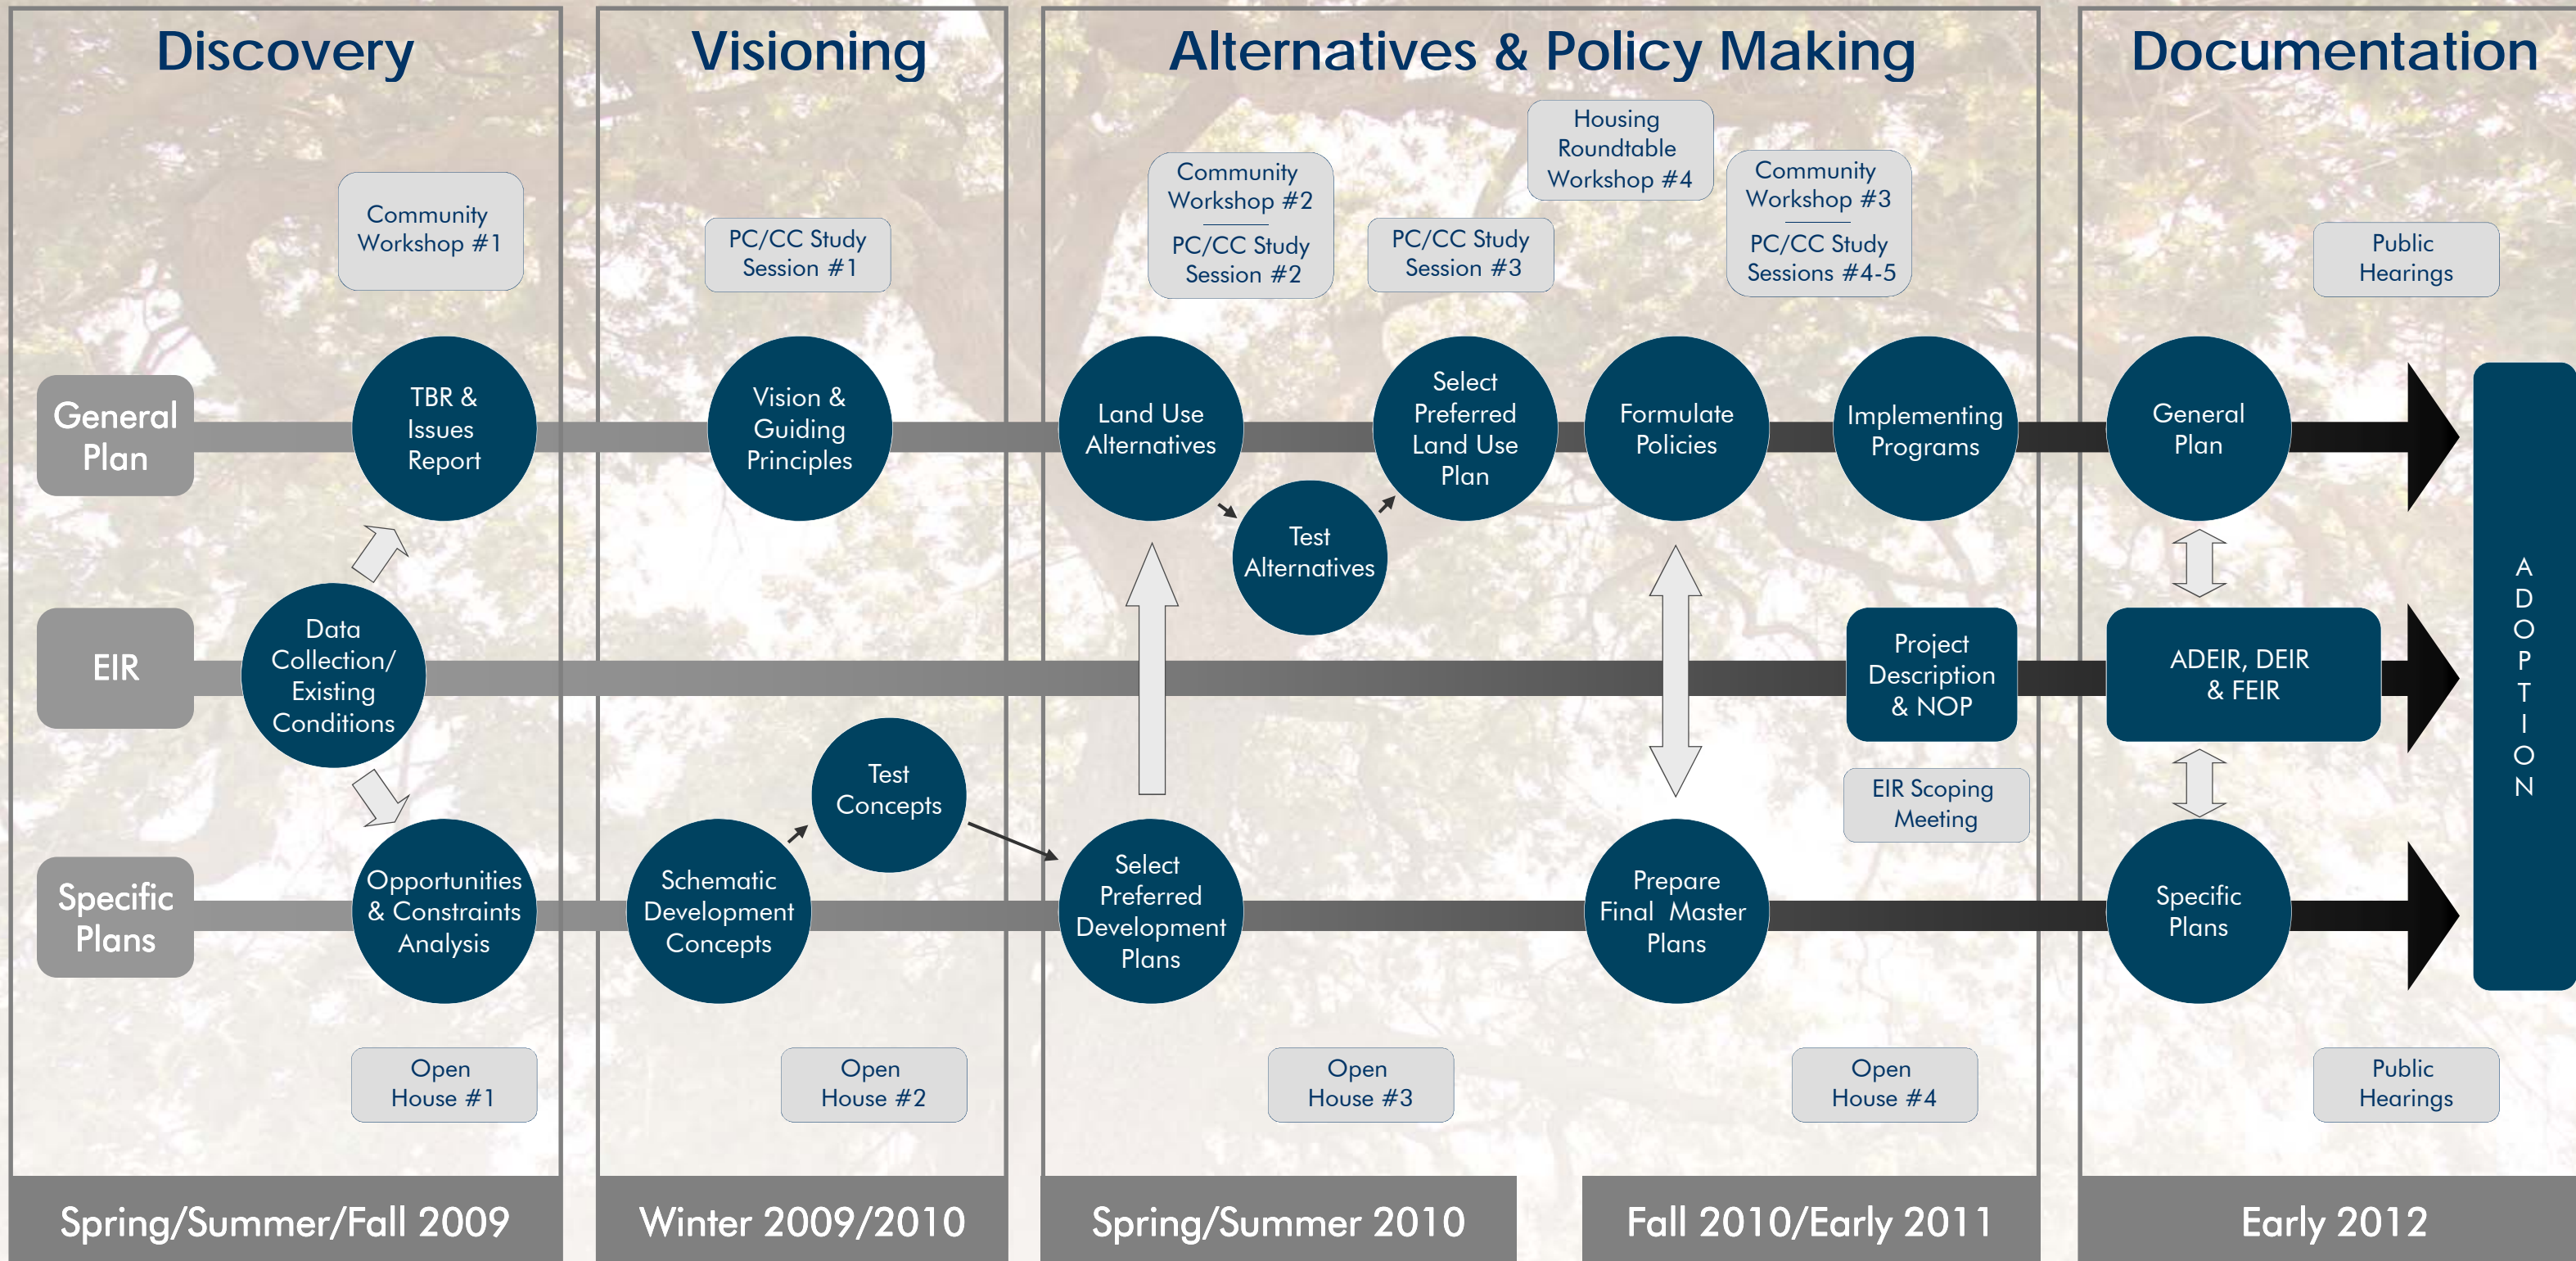 Discovery
Visioning
Alternatives & Policy Making
Documentation
Community
Workshop #1
PC/CC Study
Session #1
Community
Workshop #2
PC/CC Study
Session #2
PC/CC Study
Session #3
Housing
Roundtable
Workshop #4
Community
Workshop #3
PC/CC Study
Sessions #4-5
Public
Hearings
General
Plan
TBR &
Issues
Report
Vision &
Guiding
Principles
Land Use
Alternatives
Test
Alternatives
Select
Preferred
Land Use
Plan
Formulate
Policies
Implementing
Programs
General
Plan
EIR
Data
Collection/
Existing
Conditions
Project
Description
& NOP
ADEIR, DEIR
& FEIR
EIR Scoping
Meeting
A
D
O
P
T
I
O
N
Specific
Plans
Opportunities
& Constraints
Analysis
Schematic
Development
Concepts
Test
Concepts
Select
Preferred
Development
Plans
Prepare
Final Master
Plans
Specific
Plans
Open
House #1
Open
House #2
Open
House #3
Open
House #4
Public
Hearings
Spring/Summer/Fall 2009
Winter 2009/2010
Spring/Summer 2010
Fall 2010/Early 2011
Early 2012